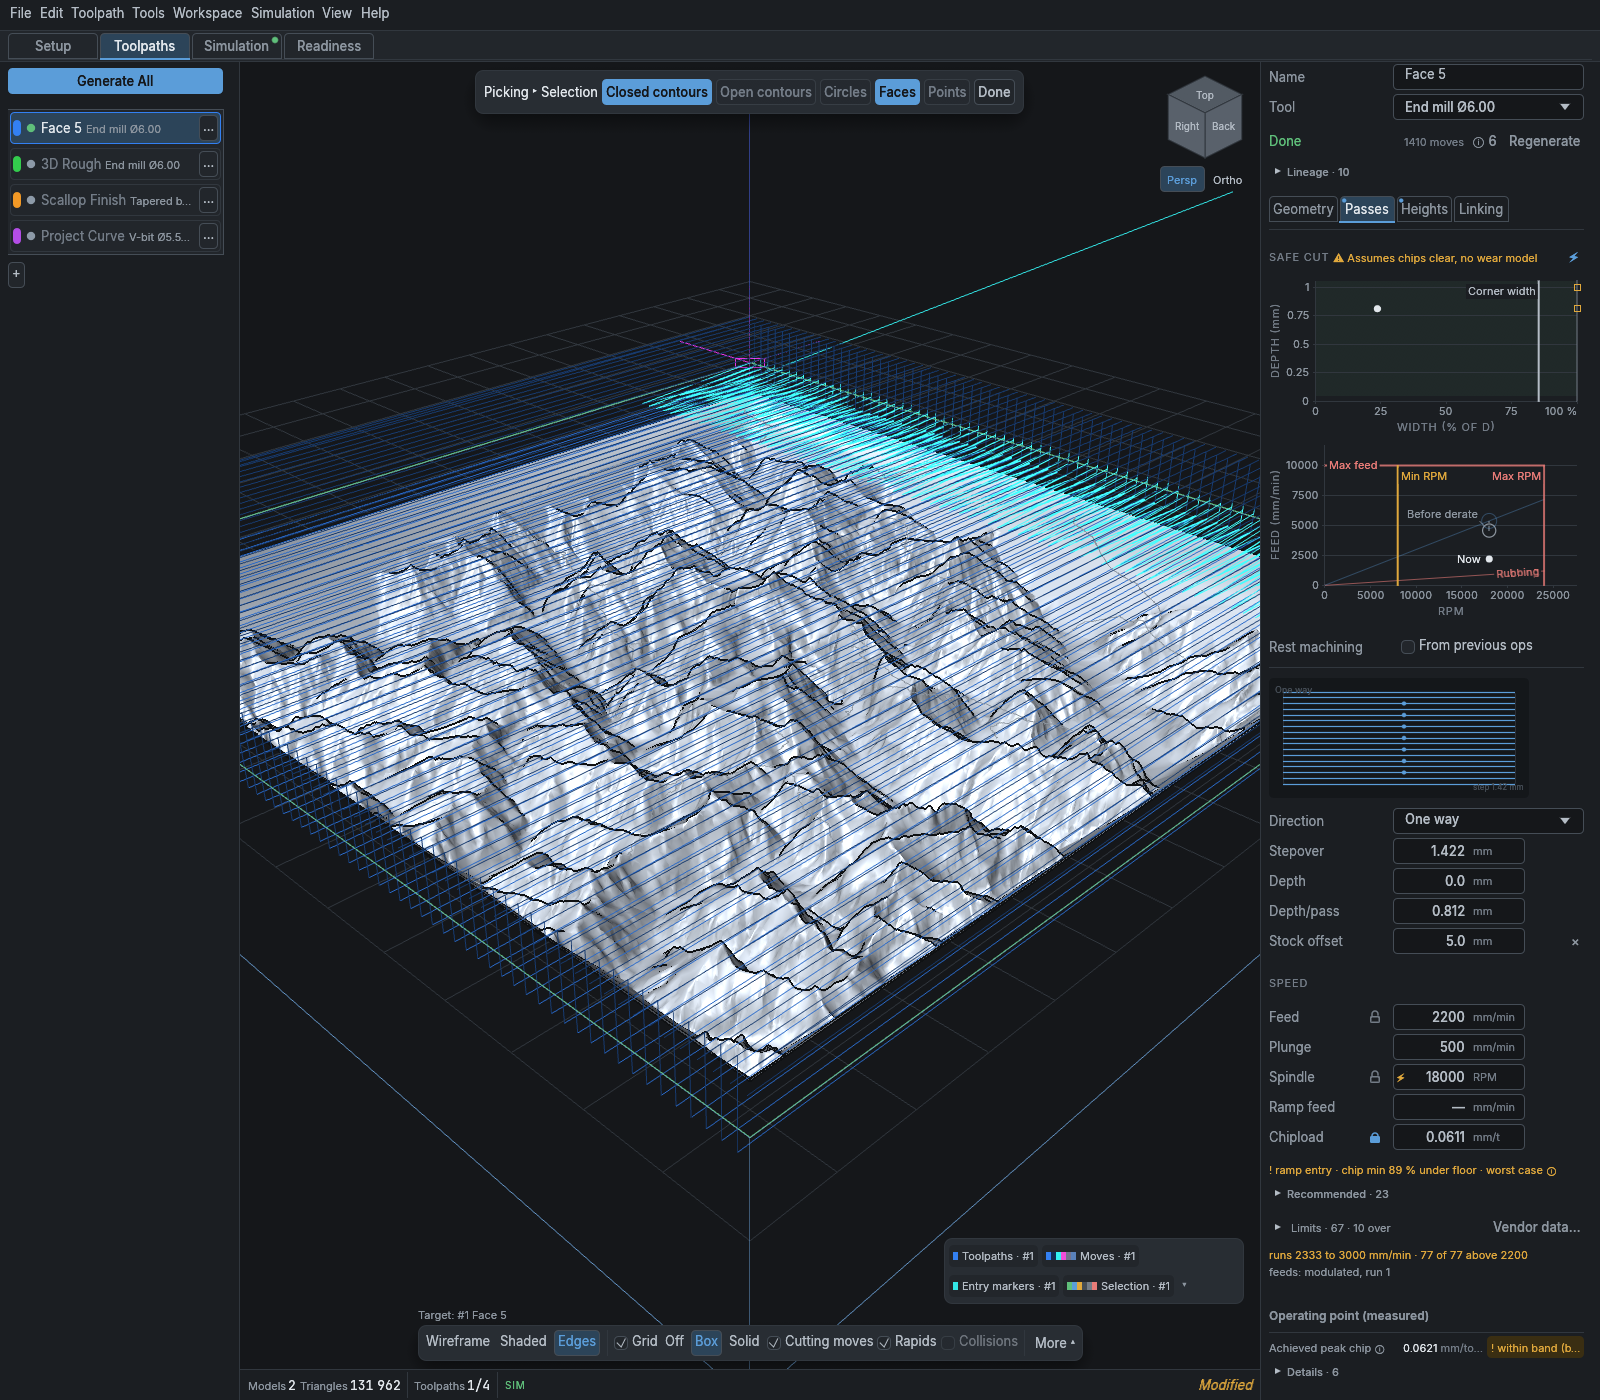 File Edit Toolpath Tools Workspace Simulation View Help
Setup Toolpaths Simulation Readiness
Generate All
Face 5 End mill Ø6.00 ...
3D Rough End mill Ø6.00 ...
Scallop Finish Tapered b... ...
Project Curve V-bit Ø5.5... ...
+
Picking ‣ Selection Closed contours Open contours Circles Faces Points Done
Top
Right Back
Persp Ortho
Target: #1 Face 5
Toolpaths · #1 Moves · #1
Entry markers · #1 Selection · #1
Wireframe Shaded Edges Grid Off Box Solid Cutting moves Rapids Collisions More
Models 2 Triangles 131 962 Toolpaths 1/4 SIM Modified
Name Face 5
Tool End mill Ø6.00
Done 1410 moves 6 Regenerate
Lineage · 10
Geometry Passes Heights Linking
SAFE CUT Assumes chips clear, no wear model
Corner width
1
0.75
0.5
0.25
0
DEPTH (mm)
0 25 50 75 100 %
WIDTH (% OF D)
Max feed
Min RPM Max RPM
Before derate
Now
Rubbing
10000
7500
5000
2500
0
FEED (mm/min)
0 5000 10000 15000 20000 25000
RPM
Rest machining From previous ops
One way
step 1.42 mm
Direction One way
Stepover 1.422 mm
Depth 0.0 mm
Depth/pass 0.812 mm
Stock offset 5.0 mm ×
SPEED
Feed 2200 mm/min
Plunge 500 mm/min
Spindle 18000 RPM
Ramp feed — mm/min
Chipload 0.0611 mm/t
! ramp entry · chip min 89 % under floor · worst case
Recommended · 23
Limits · 67 · 10 over Vendor data...
runs 2333 to 3000 mm/min · 77 of 77 above 2200
feeds: modulated, run 1
Operating point (measured)
Achieved peak chip 0.0621 mm/to... ! within band (b...
Details · 6